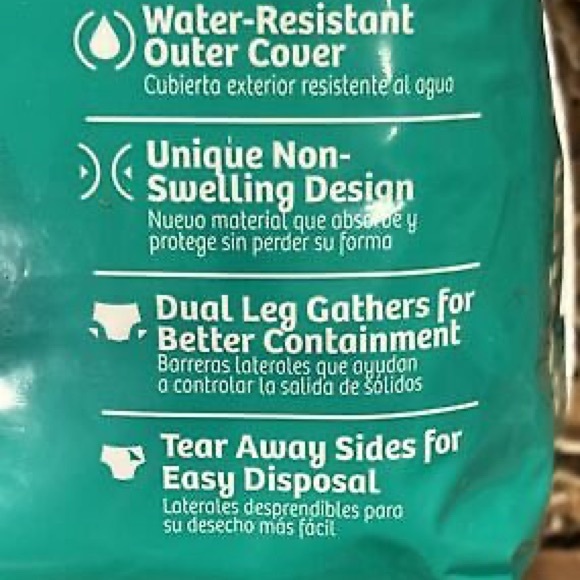 Water-Resistant
Outer Cover
Cubierta exterior resistente al agua
Unique Non-
Swelling Design
Nuevo material que absorbe y
protege sin perder su forma
Dual Leg Gathers for
Better Containment
Barreras laterales que ayudan
a controlar la salida de sólidos
Tear Away Sides for
Easy Disposal
Laterales desprendibles para
su desecho más fácil